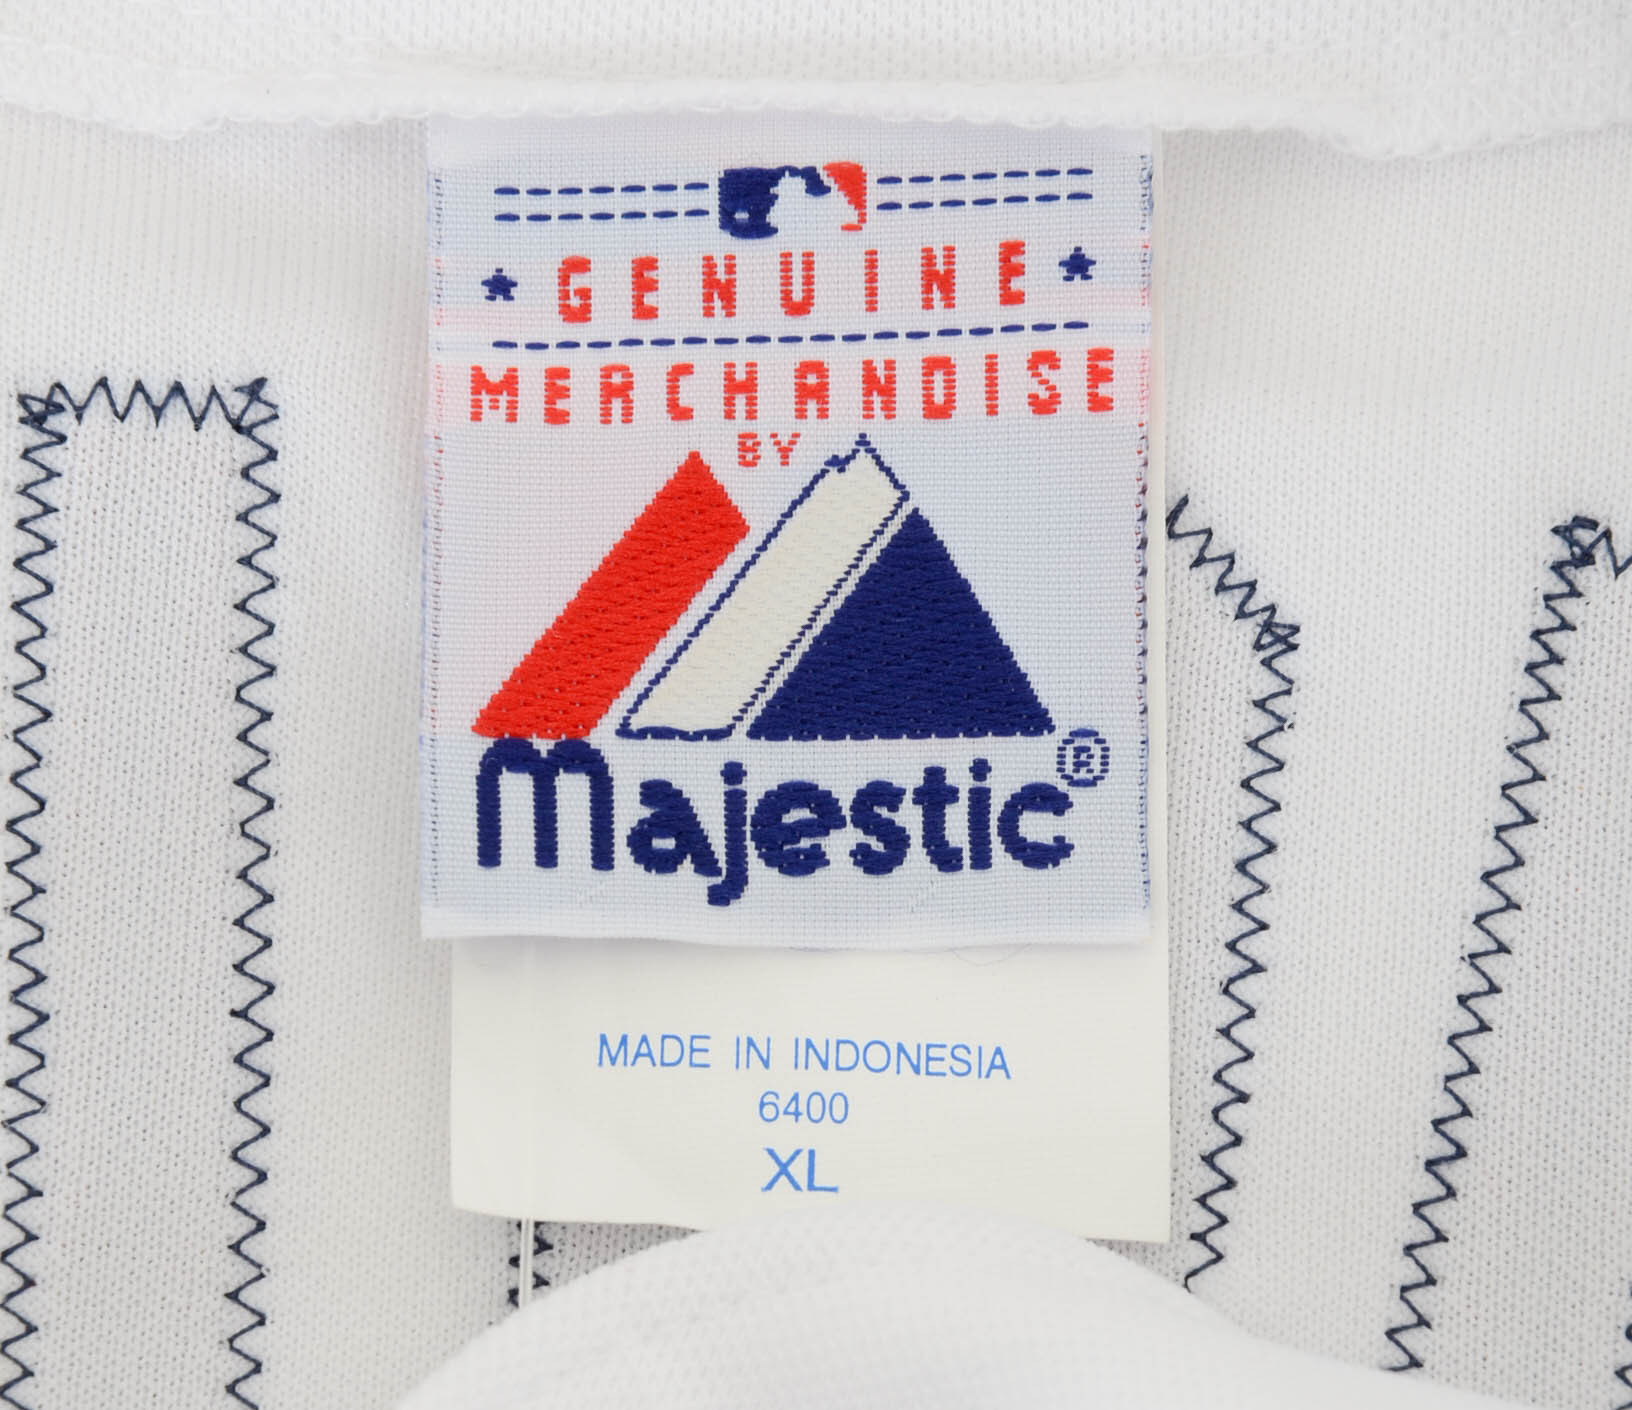 GENUINE
MERCHANDISE
BY
Majestic®
MADE IN INDONESIA
6400
XL